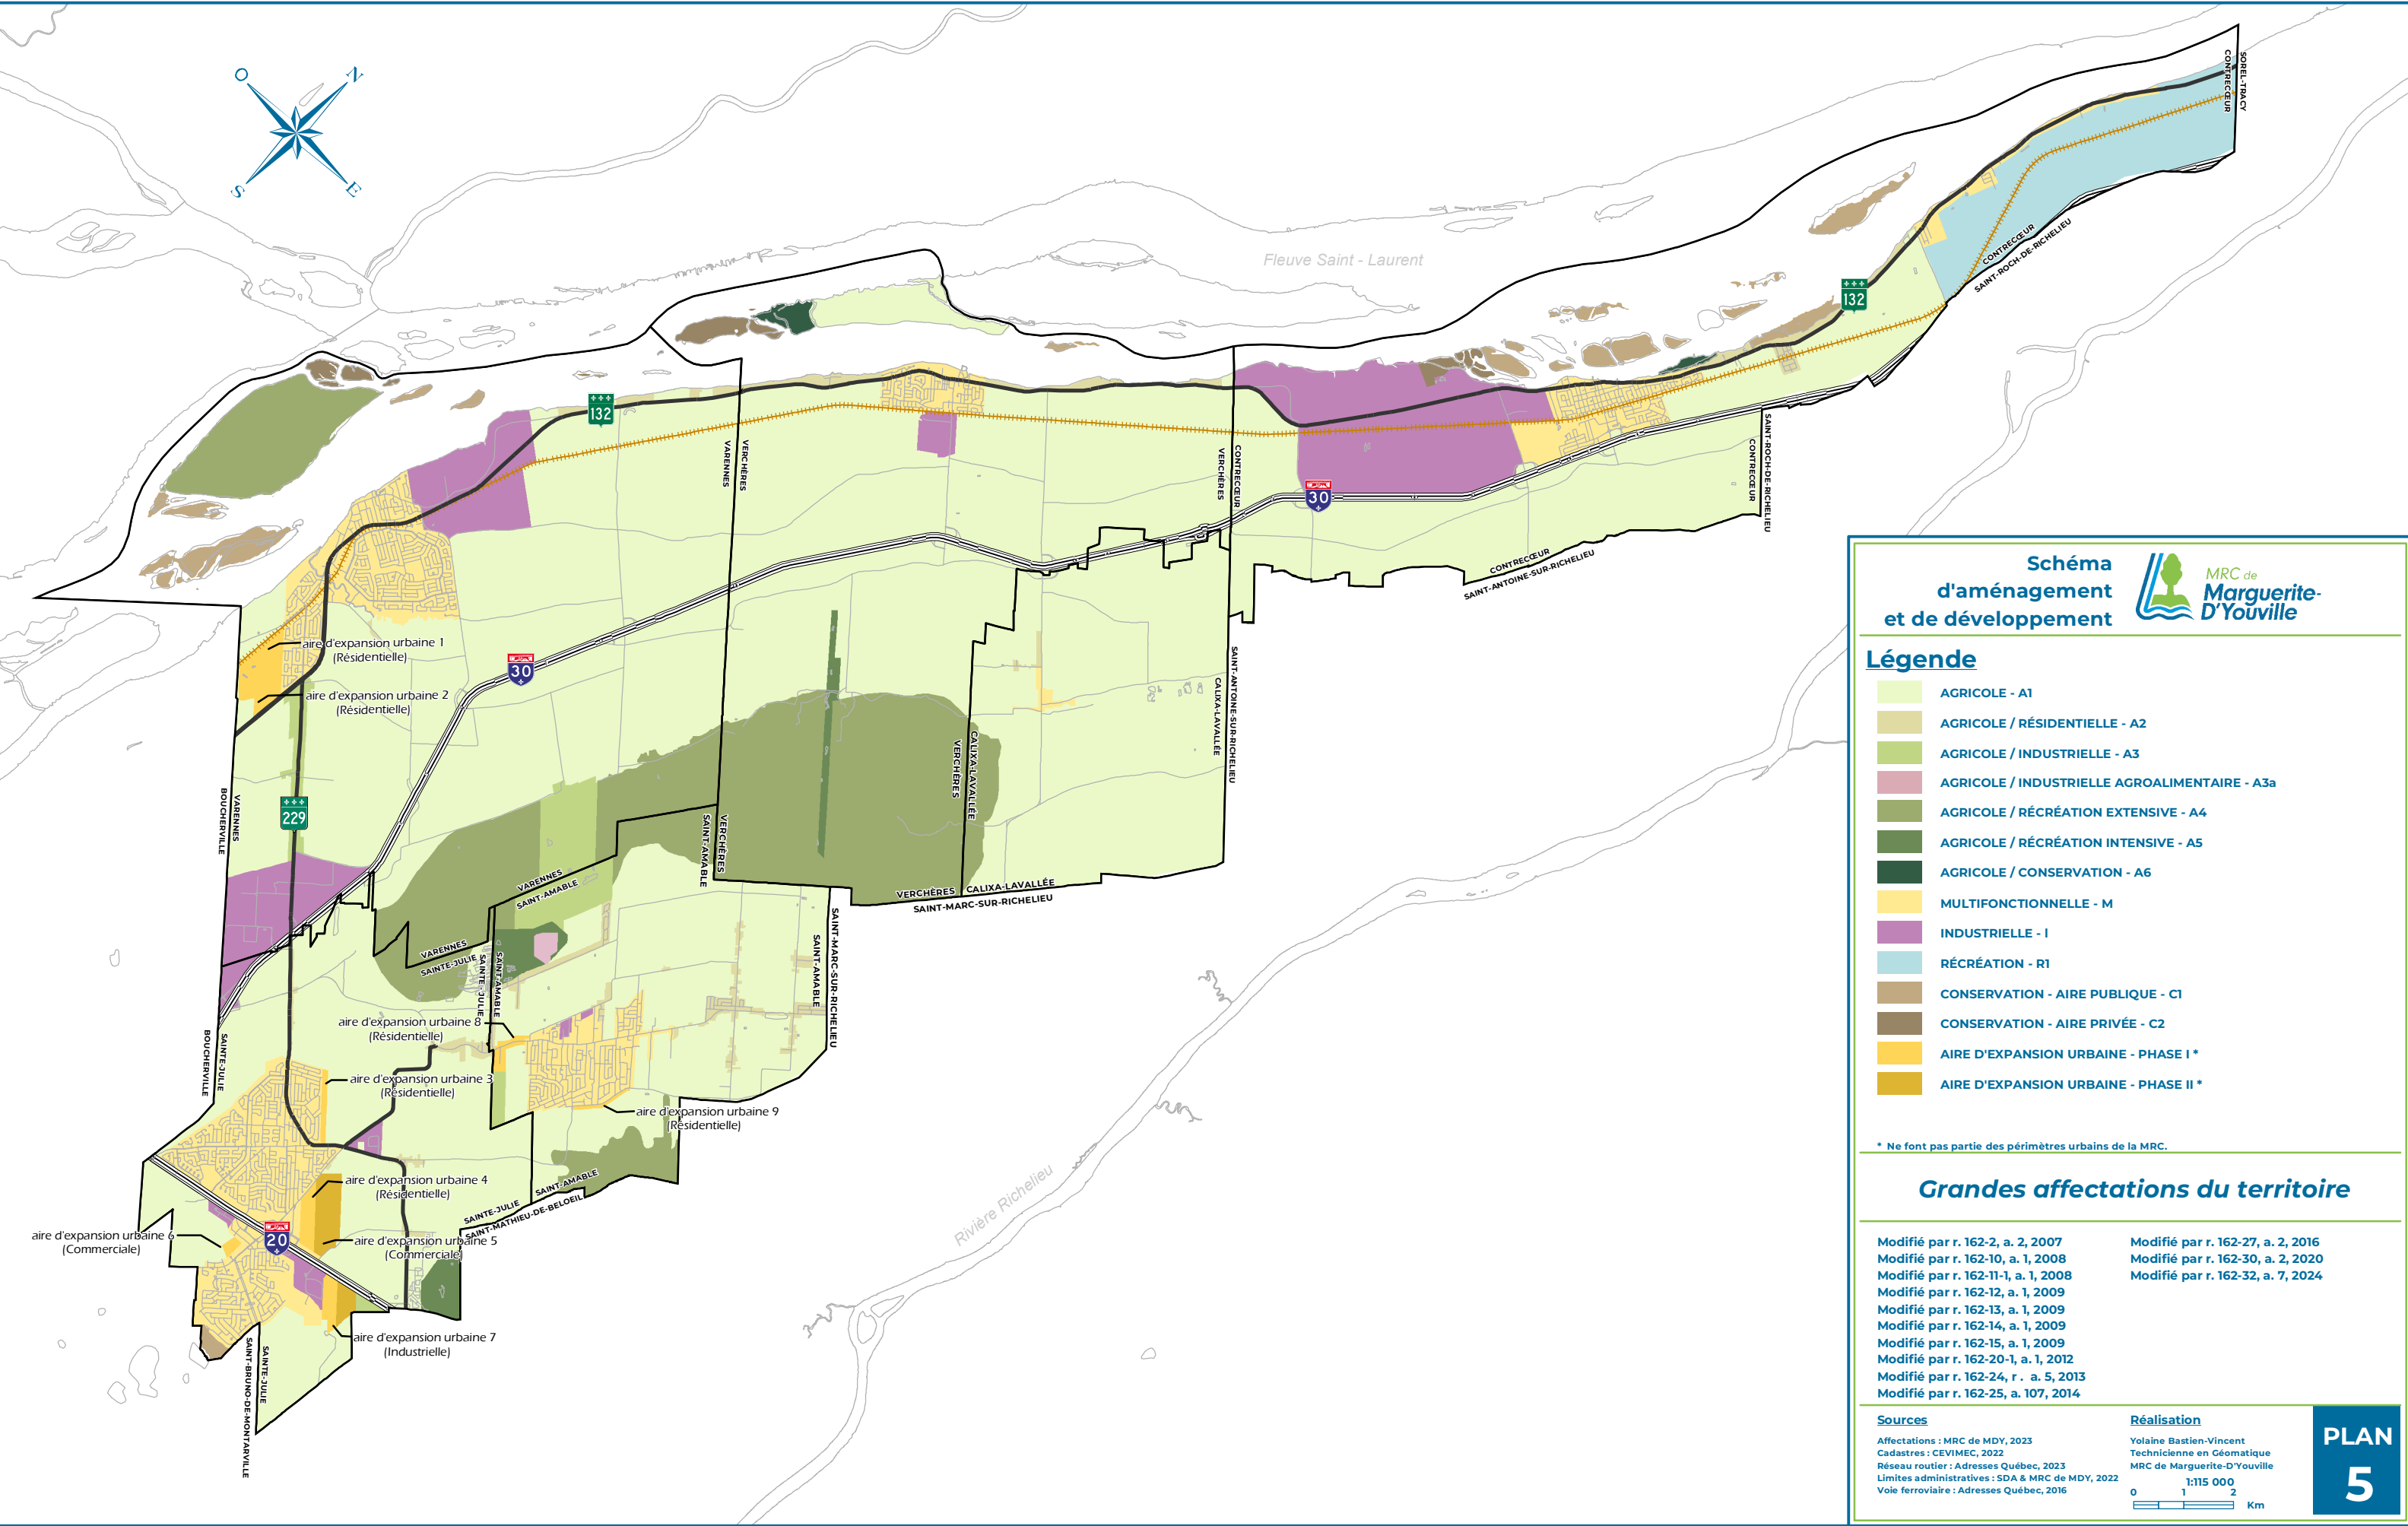 O
N
S
E
SOREL-TRACY
CONTRECŒUR
Fleuve Saint - Laurent
CONTRECŒUR
SAINT-ROCH-DE-RICHELIEU
132
132
VARENNES
VERCHÈRES
VERCHÈRES
CONTRECŒUR
30
CONTRECŒUR
SAINT-ROCH-DE-RICHELIEU
CONTRECŒUR
SAINT-ANTOINE-SUR-RICHELIEU
aire d'expansion urbaine 1
(Résidentielle)
30
aire d'expansion urbaine 2
(Résidentielle)
CALIXA-LAVALLÉE
SAINT-ANTOINE-SUR-RICHELIEU
VERCHÈRES
CALIXA-LAVALLÉE
BOUCHERVILLE
VARENNES
229
SAINT-AMABLE
VERCHÈRES
VARENNES
SAINT-AMABLE
VERCHÈRES
CALIXA-LAVALLÉE
SAINT-MARC-SUR-RICHELIEU
VARENNES
SAINTE-JULIE
SAINTE-JULIE
SAINT-AMABLE
SAINT-AMABLE
SAINT-MARC-SUR-RICHELIEU
aire d'expansion urbaine 8
(Résidentielle)
BOUCHERVILLE
SAINTE-JULIE
aire d'expansion urbaine 3
(Résidentielle)
aire d'expansion urbaine 9
(Résidentielle)
aire d'expansion urbaine 4
(Résidentielle)
SAINT-AMABLE
SAINTE-JULIE
SAINT-MATHIEU-DE-BELOEIL
Rivière Richelieu
aire d'expansion urbaine 6
(Commerciale)
20
aire d'expansion urbaine 5
(Commerciale)
aire d'expansion urbaine 7
(Industrielle)
SAINT-BRUNO-DE-MONTARVILLE
SAINTE-JULIE
Schéma
d'aménagement
et de développement
MRC de
Marguerite-
D'Youville
Légende
AGRICOLE - A1
AGRICOLE / RÉSIDENTIELLE - A2
AGRICOLE / INDUSTRIELLE - A3
AGRICOLE / INDUSTRIELLE AGROALIMENTAIRE - A3a
AGRICOLE / RÉCRÉATION EXTENSIVE - A4
AGRICOLE / RÉCRÉATION INTENSIVE - A5
AGRICOLE / CONSERVATION - A6
MULTIFONCTIONNELLE - M
INDUSTRIELLE - I
RÉCRÉATION - R1
CONSERVATION - AIRE PUBLIQUE - C1
CONSERVATION - AIRE PRIVÉE - C2
AIRE D'EXPANSION URBAINE - PHASE I *
AIRE D'EXPANSION URBAINE - PHASE II *
* Ne font pas partie des périmètres urbains de la MRC.
Grandes affectations du territoire
Modifié par r. 162-2, a. 2, 2007
Modifié par r. 162-10, a. 1, 2008
Modifié par r. 162-11-1, a. 1, 2008
Modifié par r. 162-12, a. 1, 2009
Modifié par r. 162-13, a. 1, 2009
Modifié par r. 162-14, a. 1, 2009
Modifié par r. 162-15, a. 1, 2009
Modifié par r. 162-20-1, a. 1, 2012
Modifié par r. 162-24, r . a. 5, 2013
Modifié par r. 162-25, a. 107, 2014
Modifié par r. 162-27, a. 2, 2016
Modifié par r. 162-30, a. 2, 2020
Modifié par r. 162-32, a. 7, 2024
Sources
Affectations : MRC de MDY, 2023
Cadastres : CEVIMEC, 2022
Réseau routier : Adresses Québec, 2023
Limites administratives : SDA & MRC de MDY, 2022
Voie ferroviaire : Adresses Québec, 2016
Réalisation
Yolaine Bastien-Vincent
Technicienne en Géomatique
MRC de Marguerite-D'Youville
1:115 000
0 1 2
Km
PLAN
5